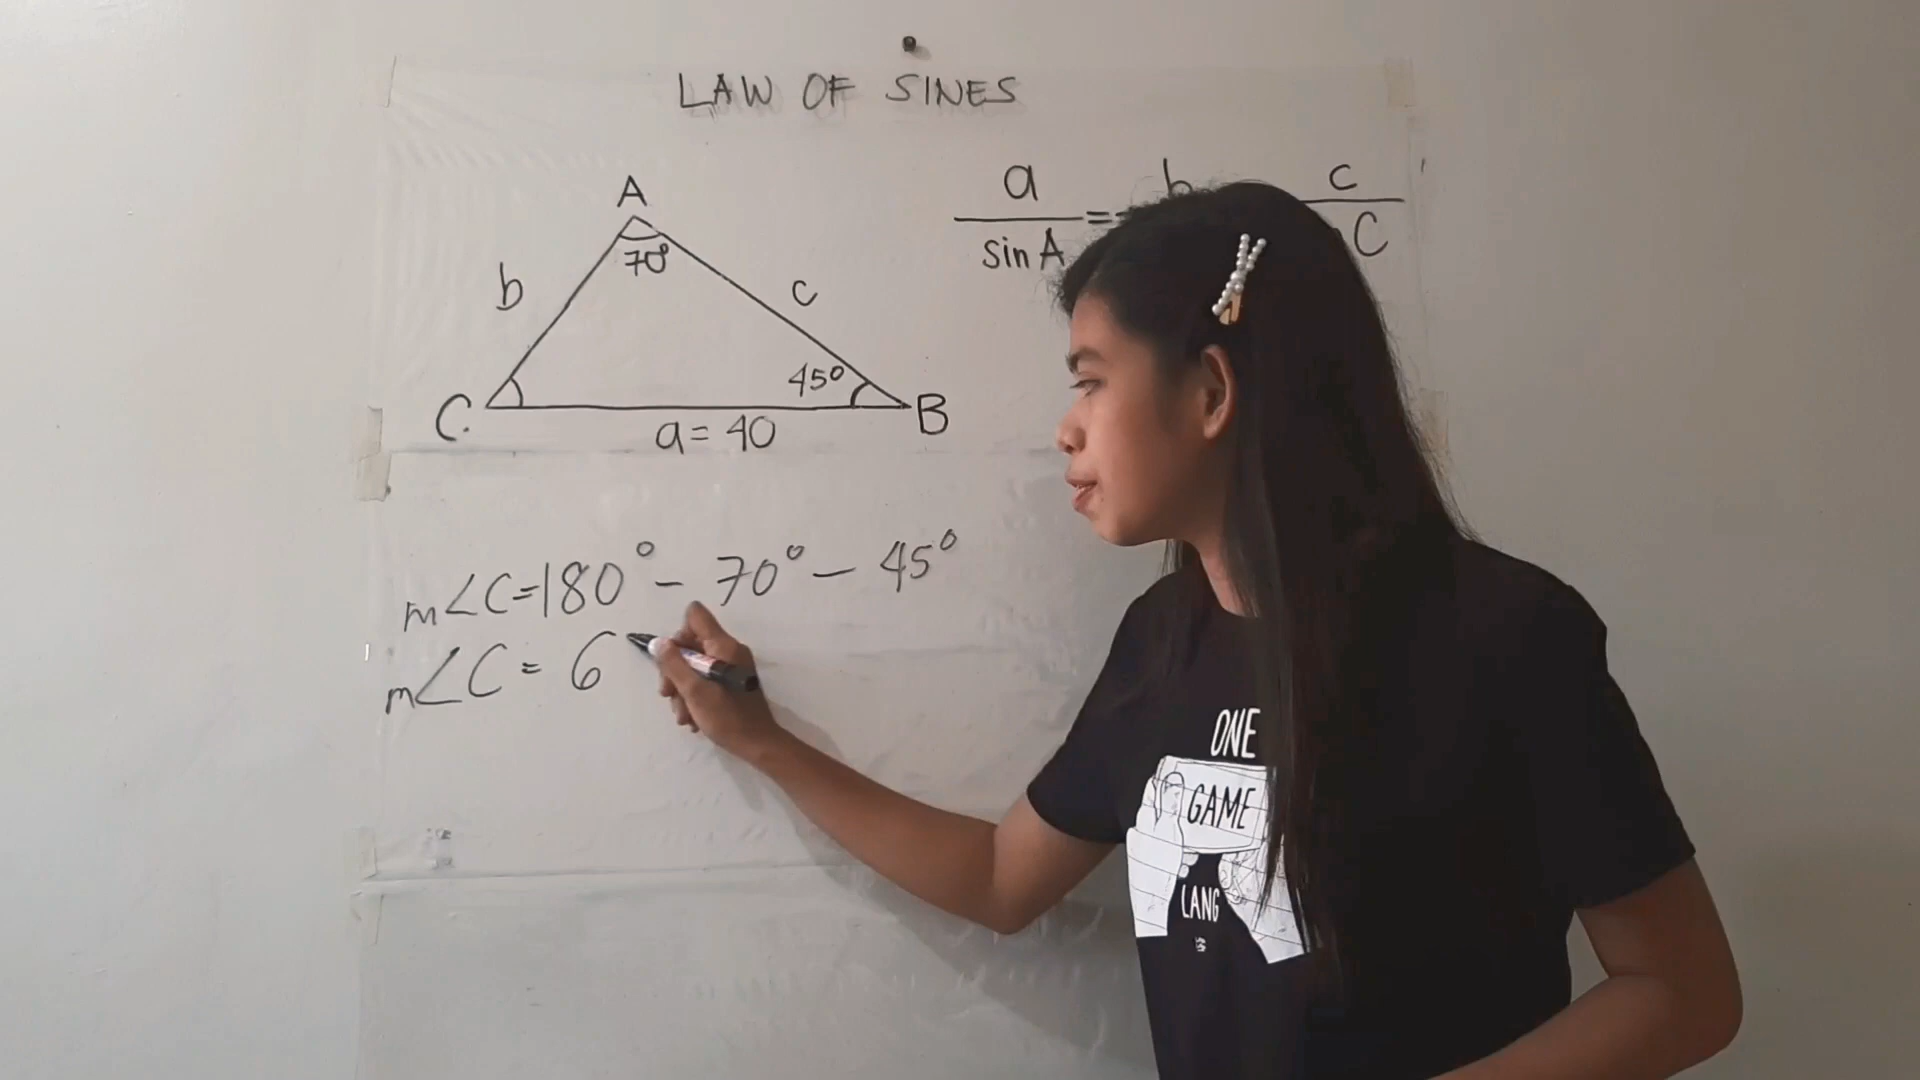 LAW OF SINES
A
70°
b
c
45°
C
B
a = 40
a
sin A
=
b
c
C
m∠C=180° - 70° - 45°
m∠C = 6
ONE
GAME
LANG